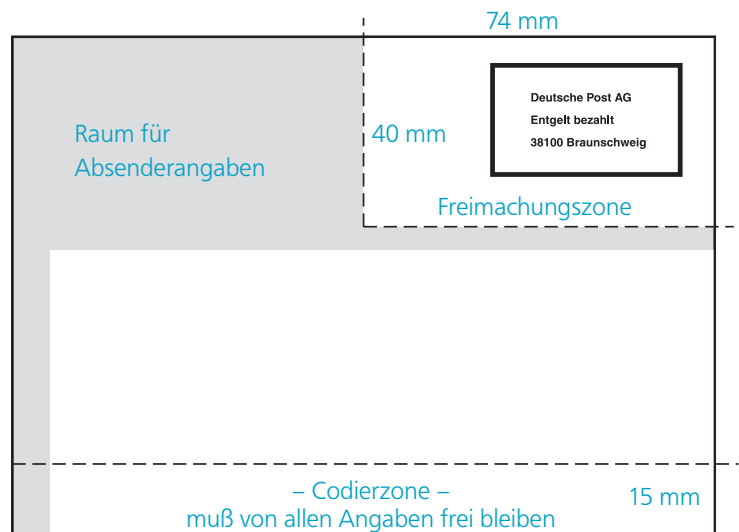 74 mm
Deutsche Post AG
Entgelt bezahlt
38100 Braunschweig
Raum für
Absenderangaben
40 mm
Freimachungszone
– Codierzone –
muß von allen Angaben frei bleiben
15 mm